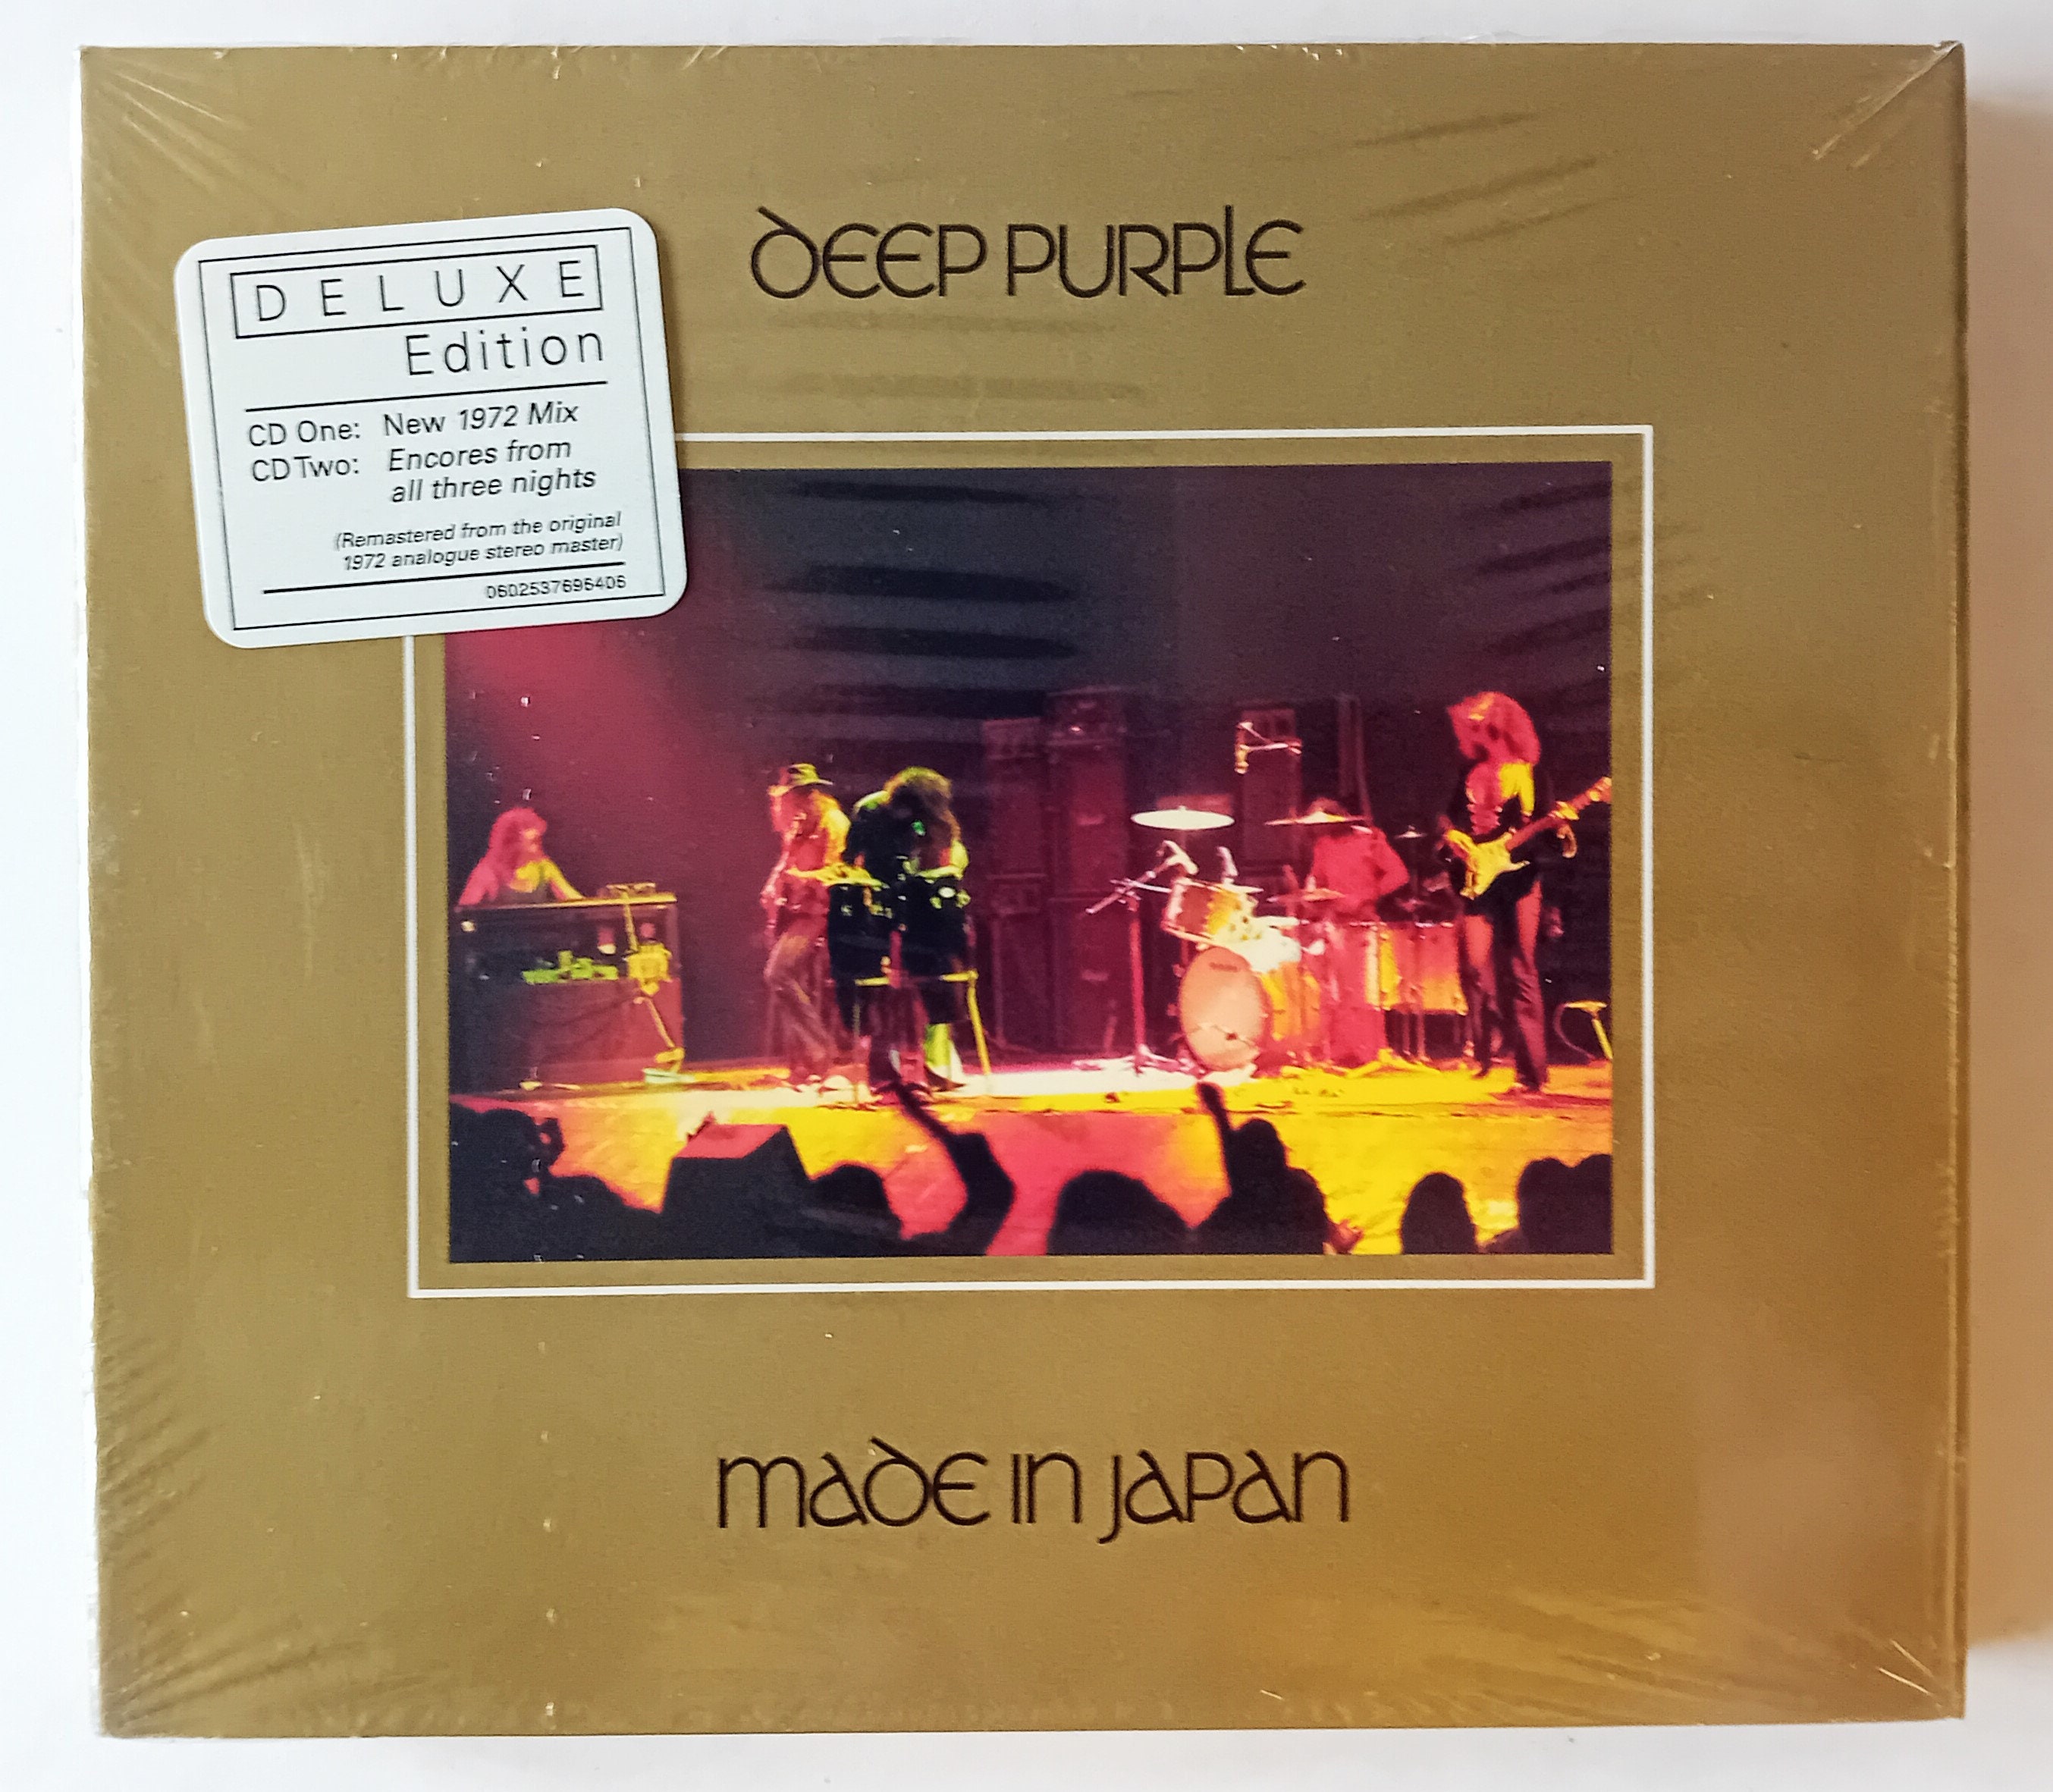 DEEP PURPLE
DELUXE
Edition
CD One: New 1972 Mix
CD Two: Encores from
all three nights
(Remastered from the original
1972 analogue stereo master)
0602537696406
MADE IN JAPAN